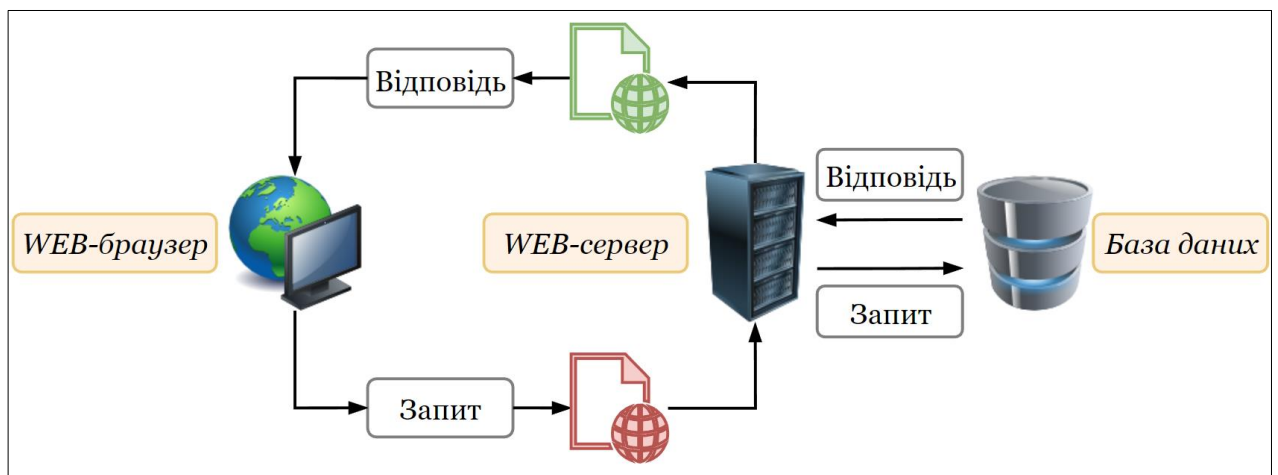 Відповідь
Відповідь
WEB-браузер
WEB-сервер
База даних
Запит
Запит